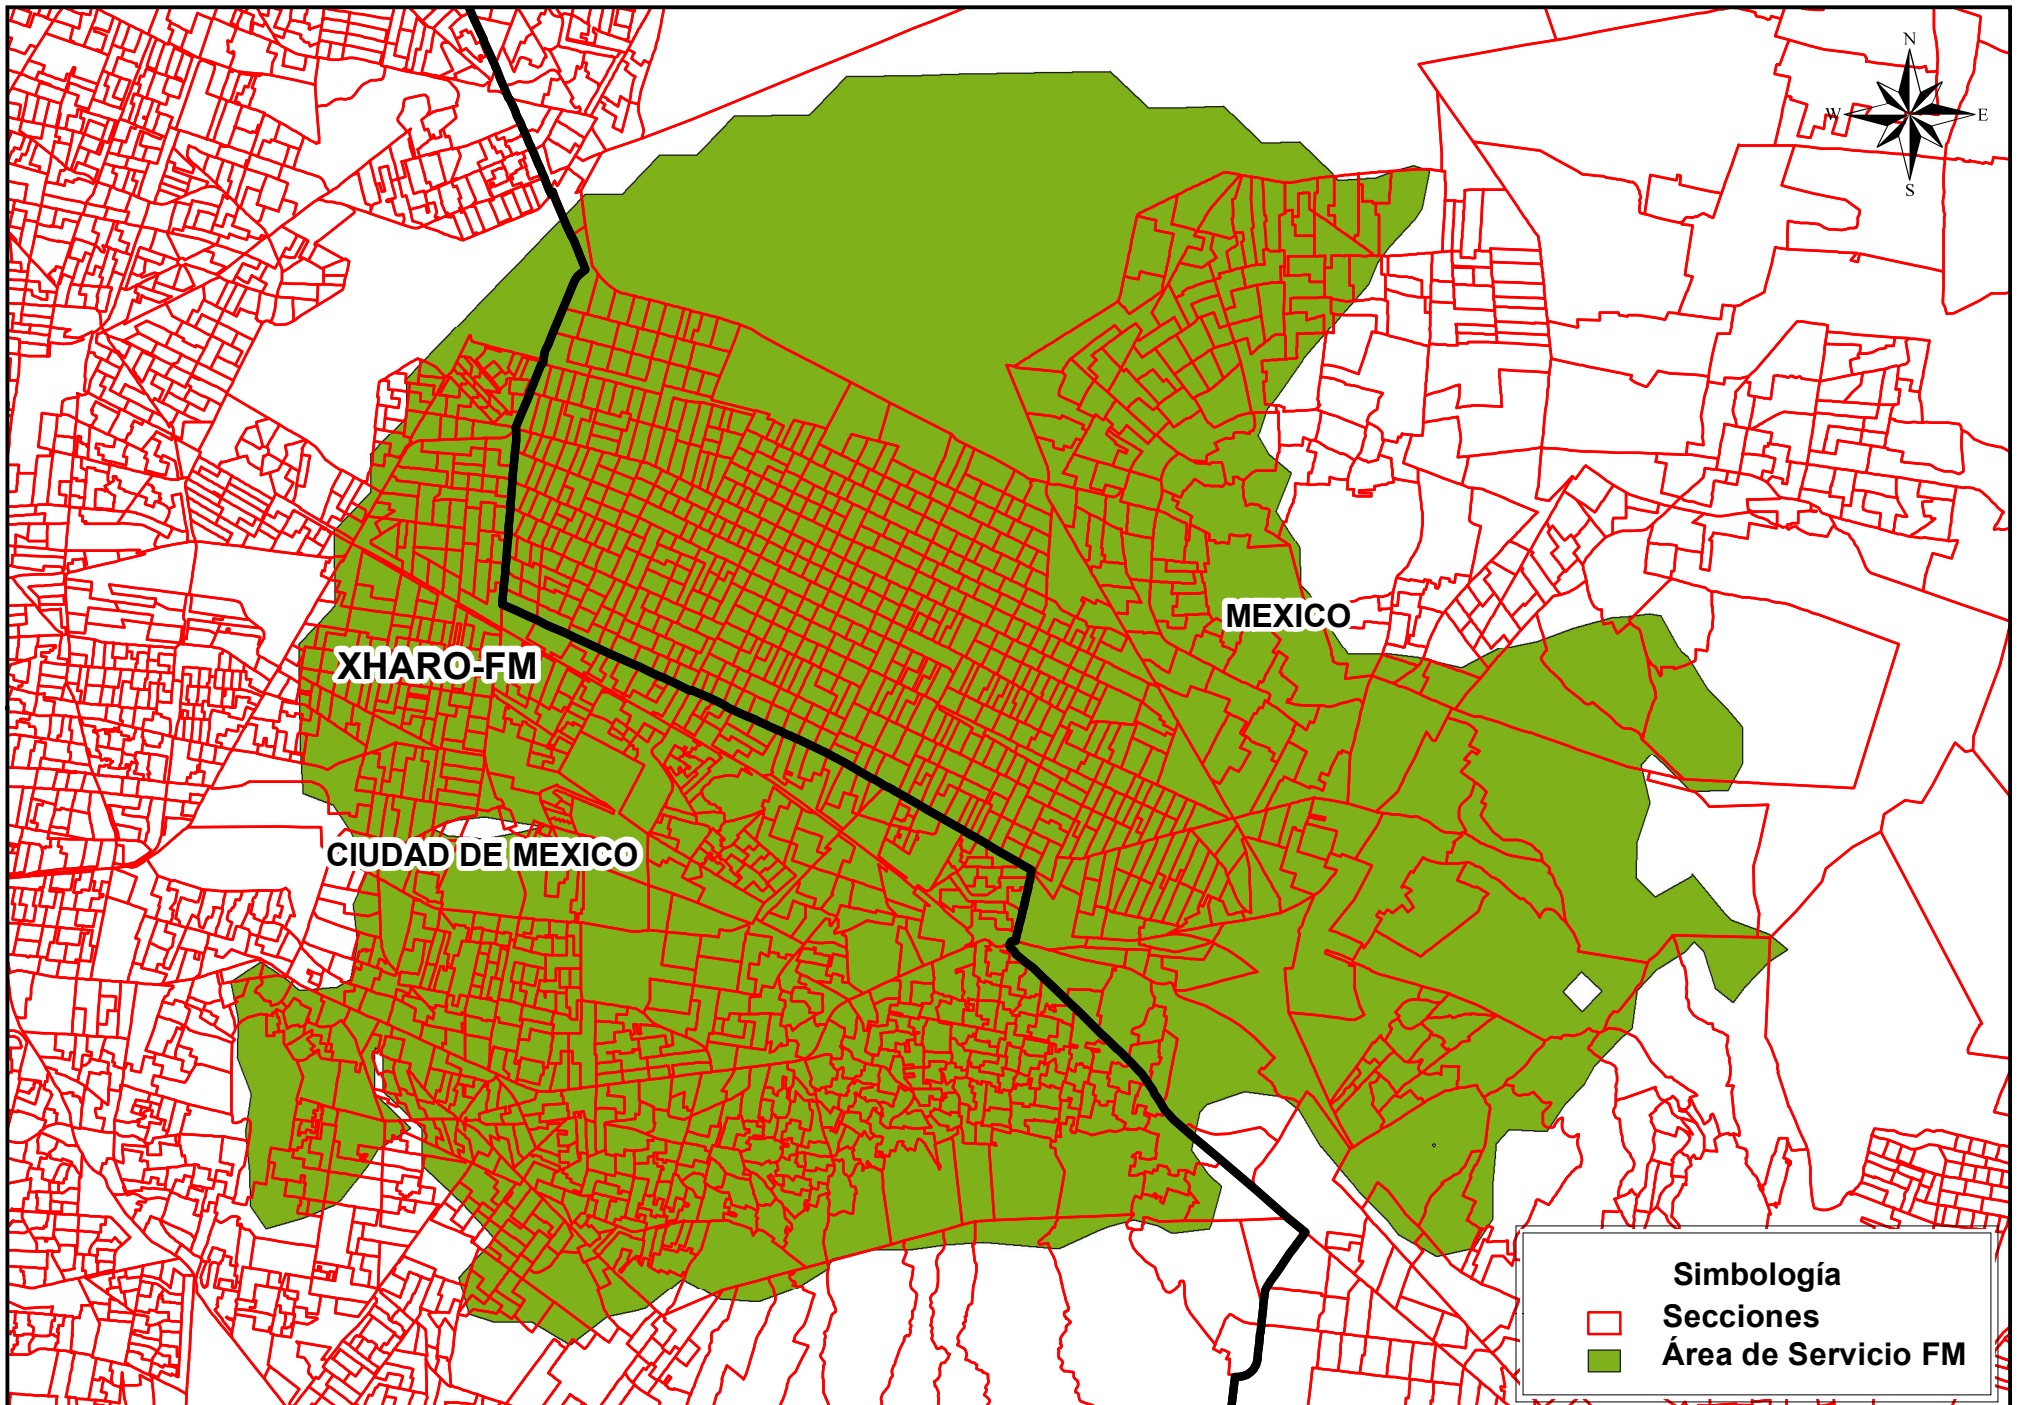 N
W
E
S
MEXICO
XHARO-FM
CIUDAD DE MEXICO
Simbología
Secciones
Área de Servicio FM